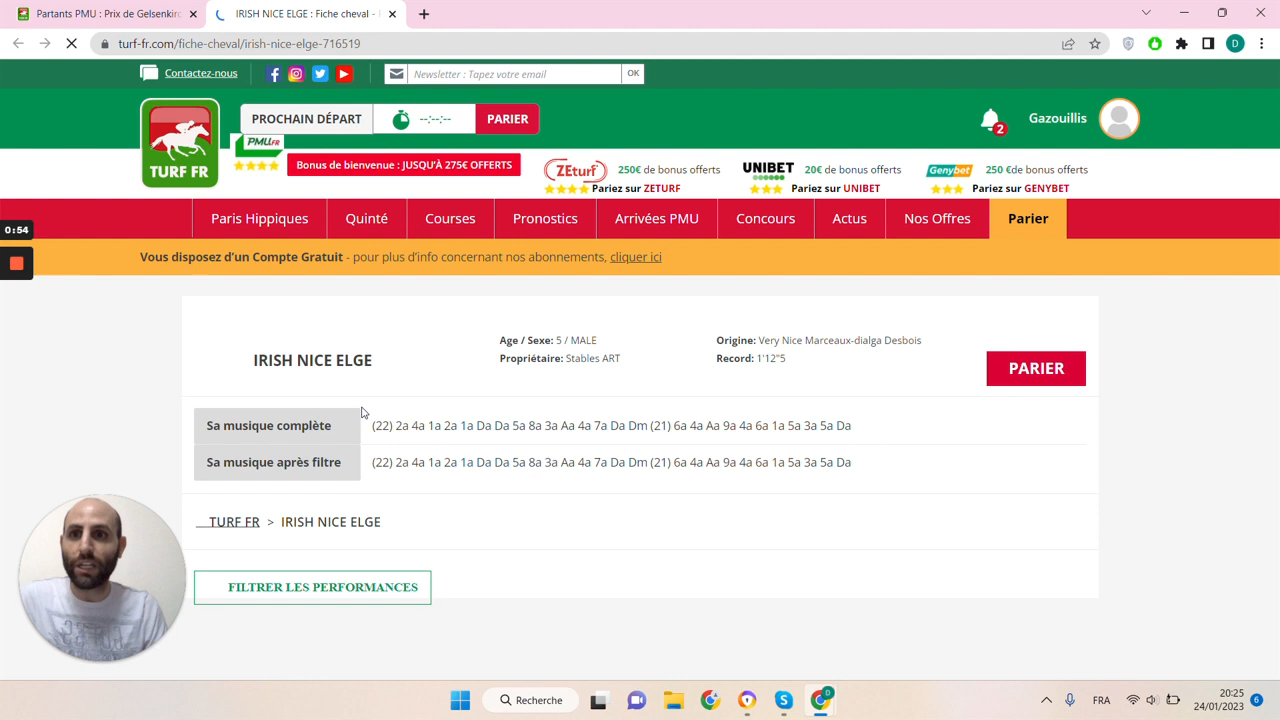 Partants PMU : Prix de Gelsenkir
IRISH NICE ELGE : Fiche cheval -
turf-fr.com/fiche-cheval/irish-nice-elge-716519
D
Contactez-nous
Newsletter : Tapez votre email
OK
PROCHAIN DÉPART
--:--:--
PARIER
2
Gazouillis
TURF FR
PMU.FR
Bonus de bienvenue : JUSQU'À 275€ OFFERTS
ZEturf
250€ de bonus offerts
Pariez sur ZETURF
UNIBET
20€ de bonus offerts
Pariez sur UNIBET
Genybet
250 €de bonus offerts
Pariez sur GENYBET
Paris Hippiques
Quinté
Courses
Pronostics
Arrivées PMU
Concours
Actus
Nos Offres
Parier
0:54
Vous disposez d'un Compte Gratuit - pour plus d'info concernant nos abonnements, cliquer ici
IRISH NICE ELGE
Age / Sexe: 5 / MALE
Propriétaire: Stables ART
Origine: Very Nice Marceaux-dialga Desbois
Record: 1'12"5
PARIER
Sa musique complète
(22) 2a 4a 1a 2a 1a Da Da 5a 8a 3a Aa 4a 7a Da Dm (21) 6a 4a Aa 9a 4a 6a 1a 5a 3a 5a Da
Sa musique après filtre
(22) 2a 4a 1a 2a 1a Da Da 5a 8a 3a Aa 4a 7a Da Dm (21) 6a 4a Aa 9a 4a 6a 1a 5a 3a 5a Da
TURF FR > IRISH NICE ELGE
FILTRER LES PERFORMANCES
Recherche
D
FRA
20:25
24/01/2023
6